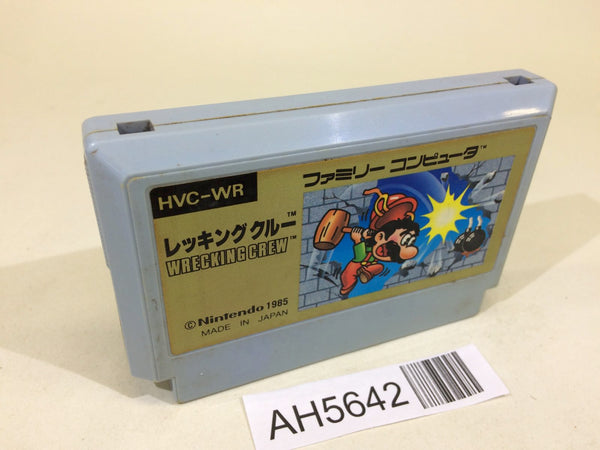 HVC-WR
ファミリー コンピュータ™
レッキングクルー™
WRECKING CREW™
©Nintendo 1985
MADE IN JAPAN
AH5642